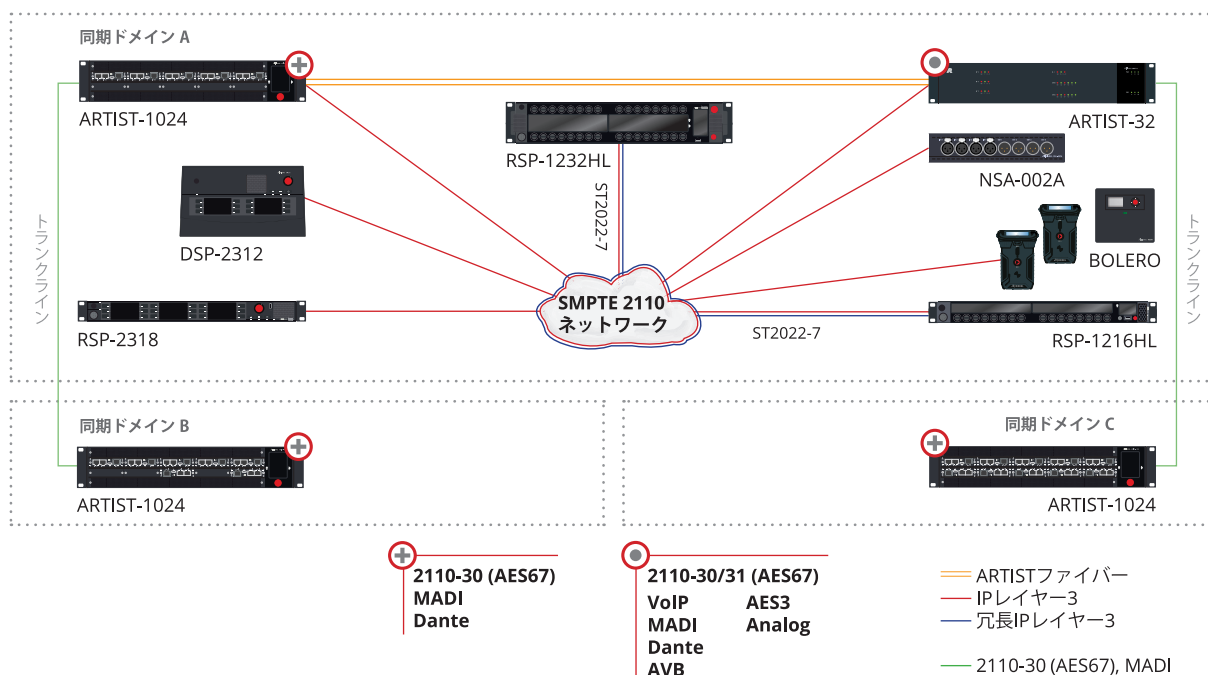 同期ドメイン A
ARTIST-1024
ARTIST-32
RSP-1232HL
NSA-002A
DSP-2312
BOLERO
ST2022-7
トランクライン
トランクライン
SMPTE 2110
ネットワーク
RSP-2318
ST2022-7
RSP-1216HL
同期ドメイン B
ARTIST-1024
同期ドメイン C
ARTIST-1024
2110-30 (AES67)
MADI
Dante
2110-30/31 (AES67)
VoIP AES3
MADI Analog
Dante
AVB
ARTISTファイバー
IPレイヤー3
冗長IPレイヤー3
2110-30 (AES67), MADI